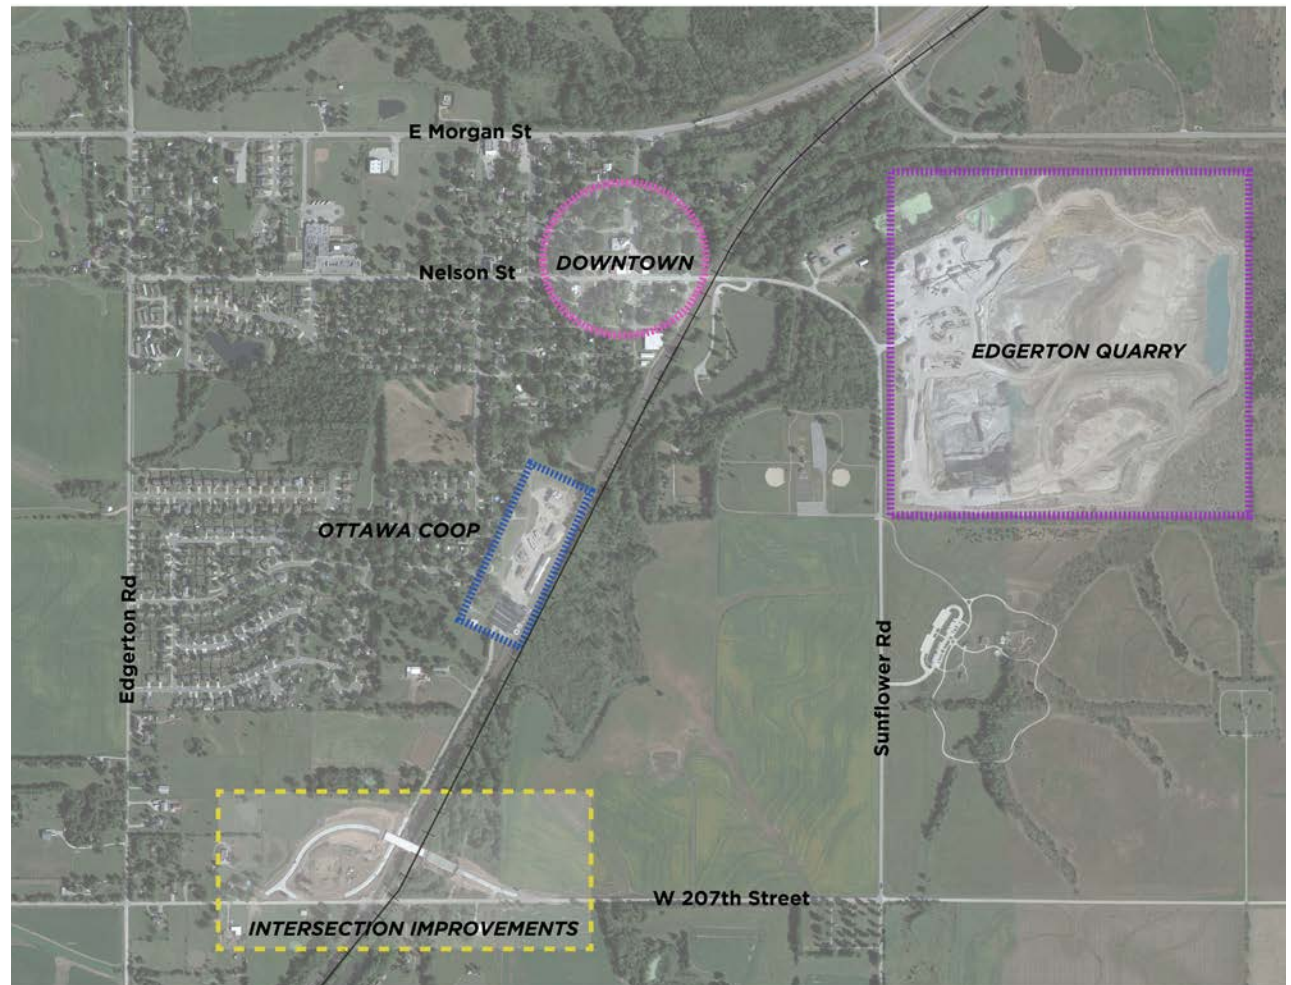 E Morgan St
DOWNTOWN
Nelson St
EDGERTON QUARRY
OTTAWA COOP
Edgerton Rd
Sunflower Rd
W 207th Street
INTERSECTION IMPROVEMENTS